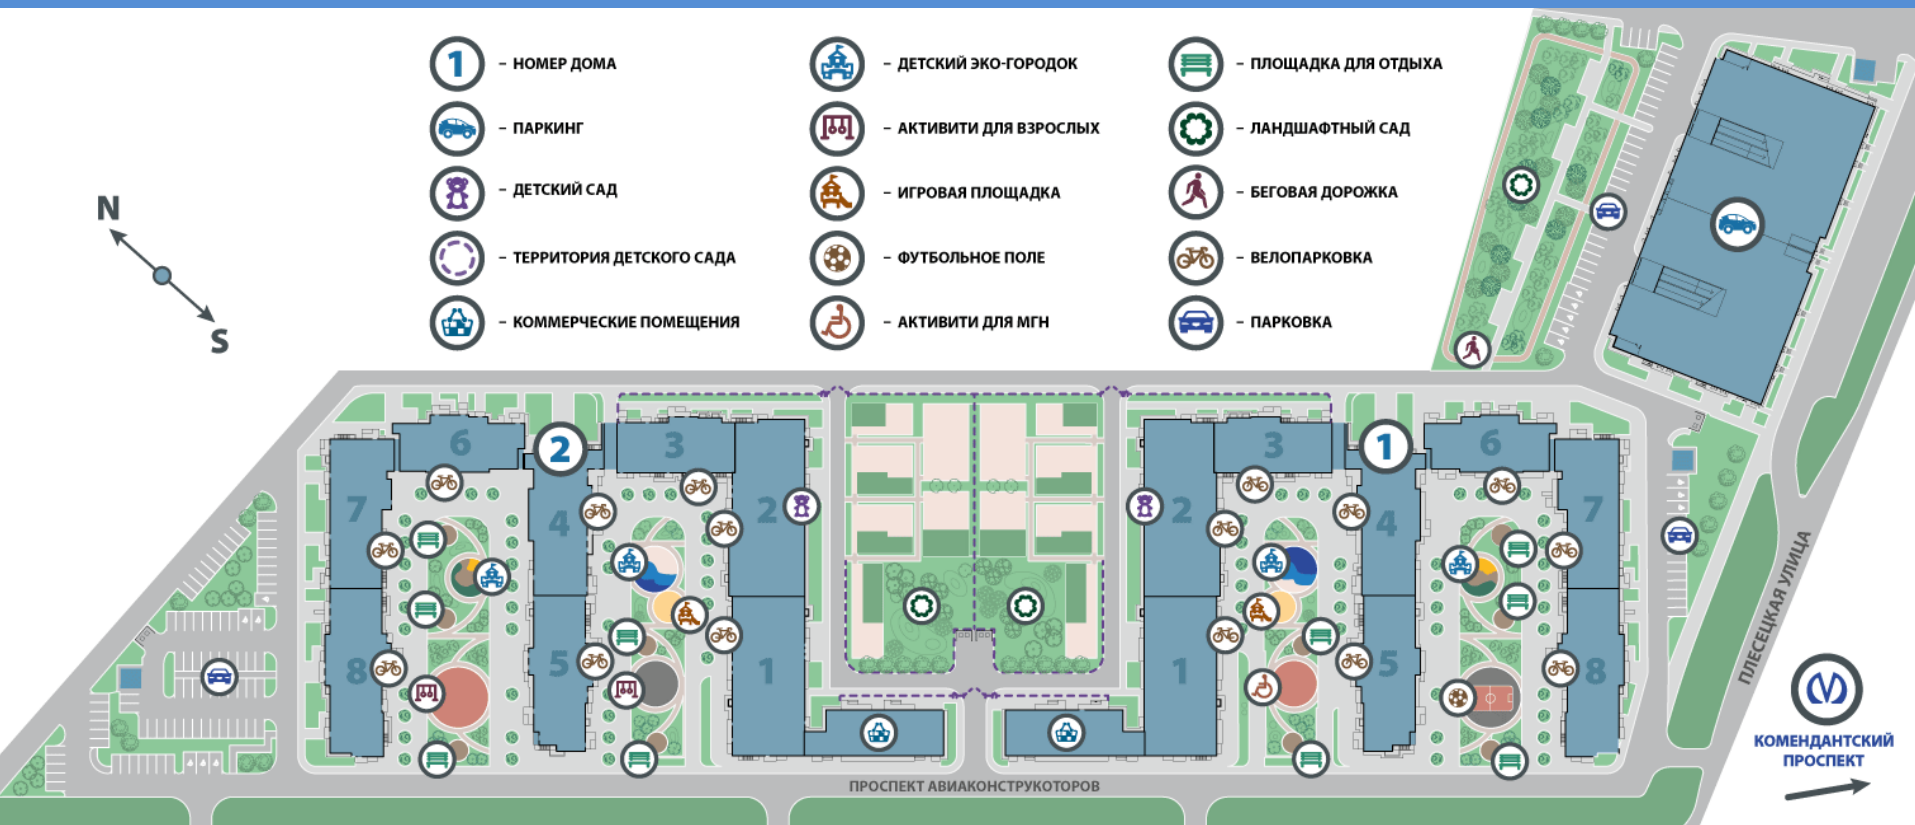 1 – НОМЕР ДОМА
– ПАРКИНГ
– ДЕТСКИЙ САД
– ТЕРРИТОРИЯ ДЕТСКОГО САДА
– КОММЕРЧЕСКИЕ ПОМЕЩЕНИЯ
– ДЕТСКИЙ ЭКО-ГОРОДОК
– АКТИВИТИ ДЛЯ ВЗРОСЛЫХ
– ИГРОВАЯ ПЛОЩАДКА
– ФУТБОЛЬНОЕ ПОЛЕ
– АКТИВИТИ ДЛЯ МГН
– ПЛОЩАДКА ДЛЯ ОТДЫХА
– ЛАНДШАФТНЫЙ САД
– БЕГОВАЯ ДОРОЖКА
– ВЕЛОПАРКОВКА
– ПАРКОВКА
N
S
6
2
3
7
4
2
8
5
1
3
1
6
2
4
7
1
5
8
ПЛЕСЕЦКАЯ УЛИЦА
КОМЕНДАНТСКИЙ
ПРОСПЕКТ
ПРОСПЕКТ АВИАКОНСТРУКОТОРОВ